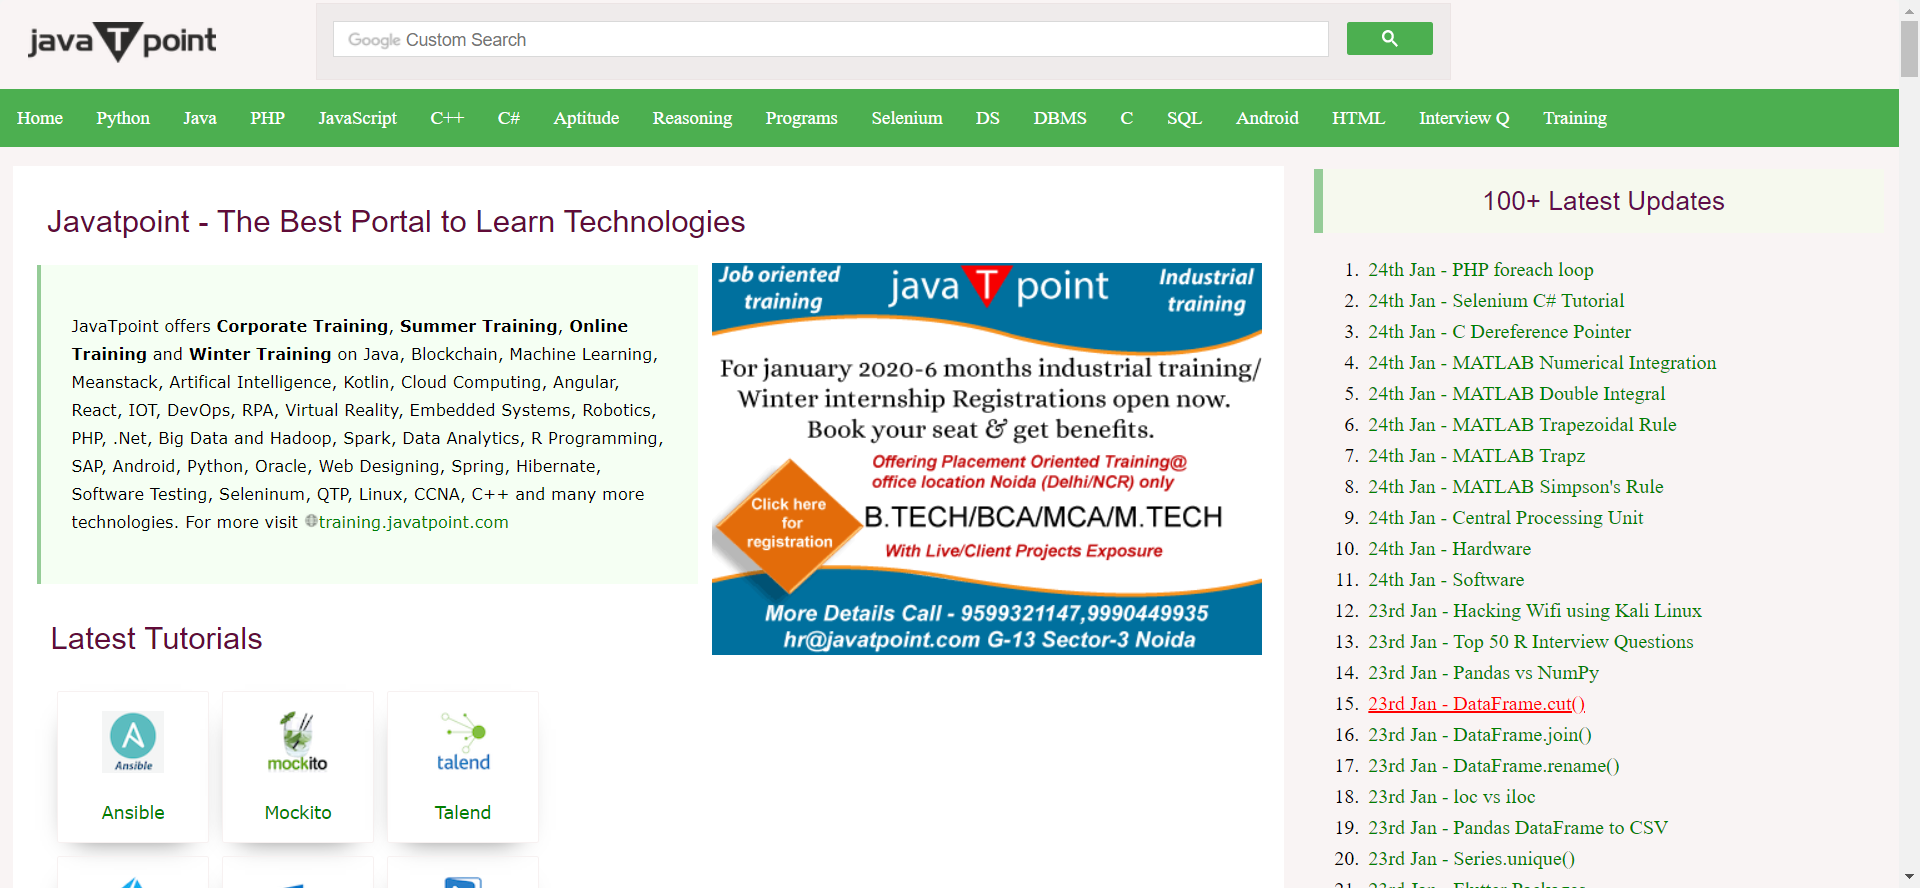 java T point
Google Custom Search
Home Python Java PHP JavaScript C++ C# Aptitude Reasoning Programs Selenium DS DBMS C SQL Android HTML Interview Q Training
Javatpoint - The Best Portal to Learn Technologies
JavaTpoint offers Corporate Training, Summer Training, Online
Training and Winter Training on Java, Blockchain, Machine Learning,
Meanstack, Artifical Intelligence, Kotlin, Cloud Computing, Angular,
React, IOT, DevOps, RPA, Virtual Reality, Embedded Systems, Robotics,
PHP, .Net, Big Data and Hadoop, Spark, Data Analytics, R Programming,
SAP, Android, Python, Oracle, Web Designing, Spring, Hibernate,
Software Testing, Seleninum, QTP, Linux, CCNA, C++ and many more
technologies. For more visit training.javatpoint.com
Job oriented
training
java T point
Industrial
training
For january 2020-6 months industrial training/
Winter internship Registrations open now.
Book your seat & get benefits.
Offering Placement Oriented Training@
office location Noida (Delhi/NCR) only
Click here
for
registration
B.TECH/BCA/MCA/M.TECH
With Live/Client Projects Exposure
More Details Call - 9599321147,9990449935
hr@javatpoint.com G-13 Sector-3 Noida
Latest Tutorials
Ansible
mockito
talend
Ansible
Mockito
Talend
100+ Latest Updates
1. 24th Jan - PHP foreach loop
2. 24th Jan - Selenium C# Tutorial
3. 24th Jan - C Dereference Pointer
4. 24th Jan - MATLAB Numerical Integration
5. 24th Jan - MATLAB Double Integral
6. 24th Jan - MATLAB Trapezoidal Rule
7. 24th Jan - MATLAB Trapz
8. 24th Jan - MATLAB Simpson's Rule
9. 24th Jan - Central Processing Unit
10. 24th Jan - Hardware
11. 24th Jan - Software
12. 23rd Jan - Hacking Wifi using Kali Linux
13. 23rd Jan - Top 50 R Interview Questions
14. 23rd Jan - Pandas vs NumPy
15. 23rd Jan - DataFrame.cut()
16. 23rd Jan - DataFrame.join()
17. 23rd Jan - DataFrame.rename()
18. 23rd Jan - loc vs iloc
19. 23rd Jan - Pandas DataFrame to CSV
20. 23rd Jan - Series.unique()